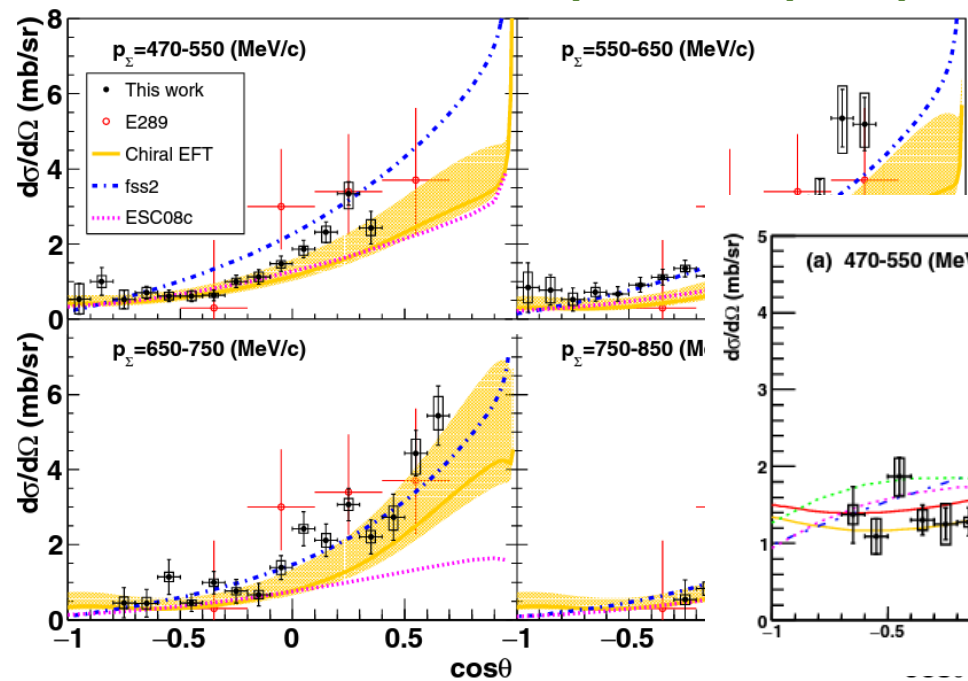 8
6
4
2
0
dσ/dΩ (mb/sr)
p_Σ=470-550 (MeV/c)
This work
E289
Chiral EFT
fss2
ESC08c
p_Σ=550-650 (MeV/c)
6
4
2
0
dσ/dΩ (mb/sr)
p_Σ=650-750 (MeV/c)
p_Σ=750-850 (M
−1 −0.5 0 0.5 −1 −0.5
cosθ
5
4
3
2
1
0
dσ/dΩ (mb/sr)
(a) 470-550 (MeV
−1 −0.5